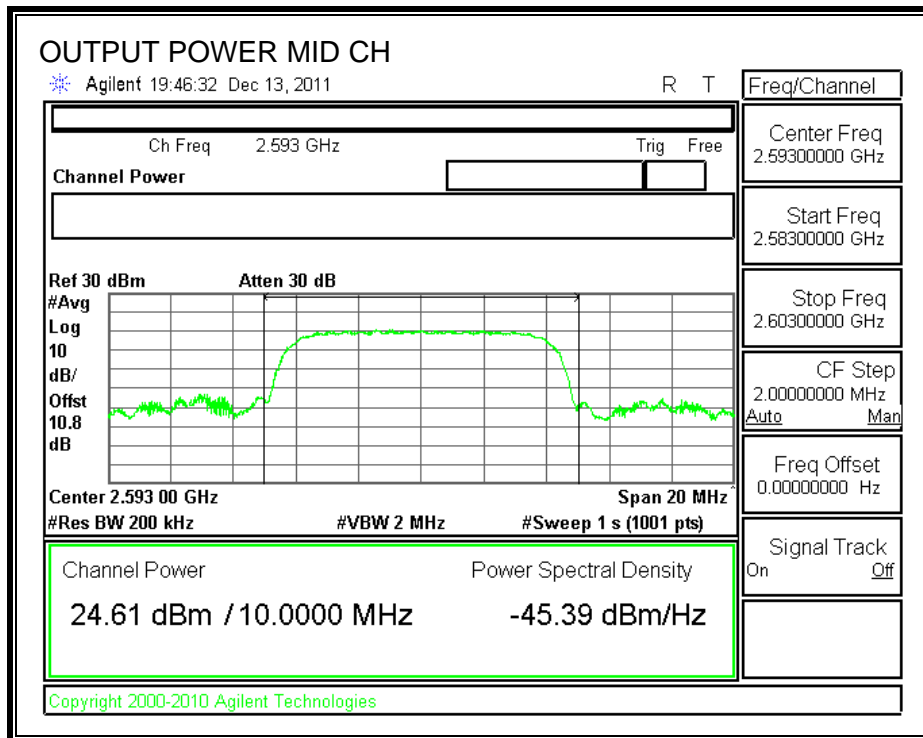 OUTPUT POWER MID CH
Agilent 19:46:32 Dec 13, 2011 R T
Freq/Channel
Ch Freq 2.593 GHz Trig Free
Channel Power
Center Freq
2.59300000 GHz
Start Freq
2.58300000 GHz
Stop Freq
2.60300000 GHz
CF Step
2.00000000 MHz
Auto Man
Freq Offset
0.00000000 Hz
Signal Track
On Off
Ref 30 dBm Atten 30 dB
#Avg
Log
10
dB/
Offst
10.8
dB
Center 2.593 00 GHz Span 20 MHz
#Res BW 200 kHz #VBW 2 MHz #Sweep 1 s (1001 pts)
Channel Power Power Spectral Density
24.61 dBm / 10.0000 MHz -45.39 dBm/Hz
Copyright 2000-2010 Agilent Technologies